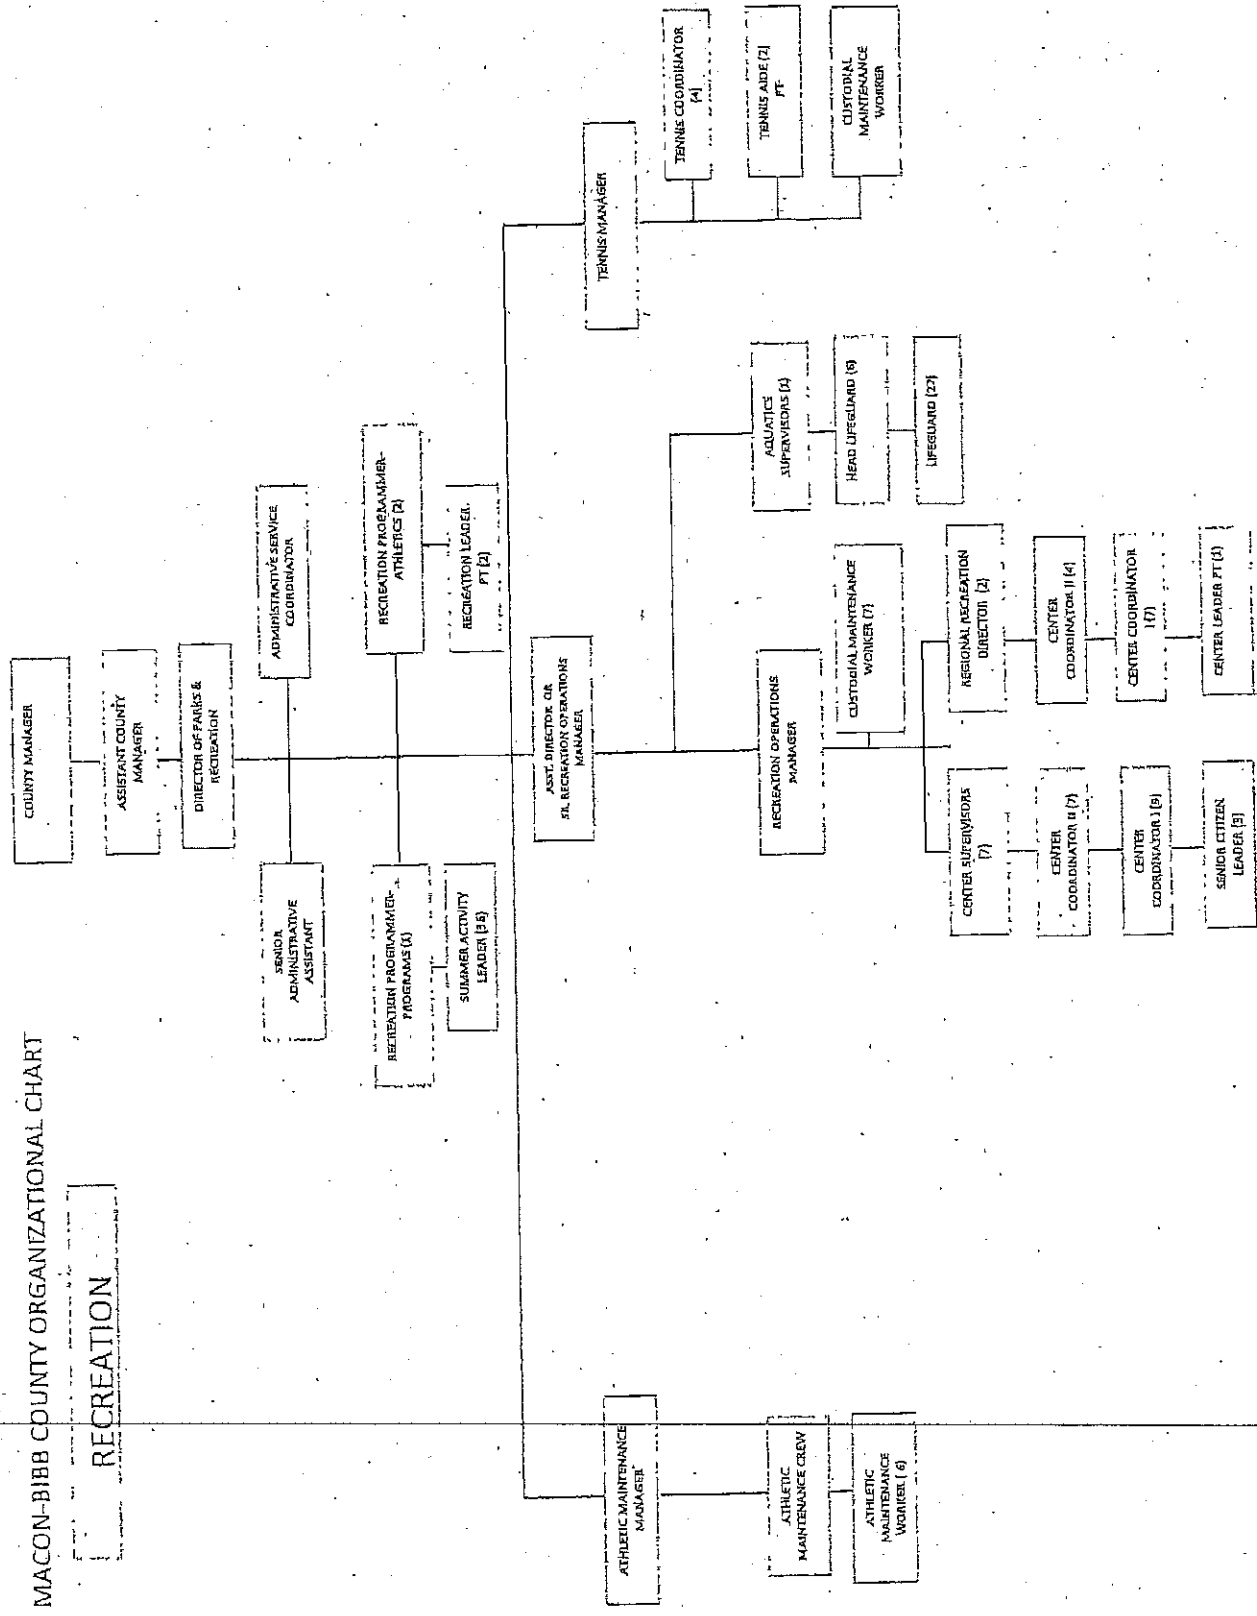 MACON-BIBB COUNTY ORGANIZATIONAL CHART
RECREATION
COUNTY MANAGER
ASSISTANT COUNTY
MANAGER
DIRECTOR OF PARKS &
RECREATION
SENIOR
ADMINISTRATIVE
ASSISTANT
ADMINISTRATIVE SERVICE
COORDINATOR
RECREATION PROGRAMMER-
PROGRAMS (1)
RECREATION PROGRAMMER-
ATHLETICS (2)
SUMMER ACTIVITY
LEADER (36)
RECREATION LEADER
PT (2)
ATHLETIC MAINTENANCE
MANAGER
ASST. DIRECTOR OR
SR. RECREATION OPERATIONS
MANAGER
TENNIS MANAGER
ATHLETIC
MAINTENANCE CREW
ATHLETIC
MAINTENANCE
WORKER ( 6)
RECREATION OPERATIONS
MANAGER
AQUATICS
SUPERVISORS (1)
HEAD LIFEGUARD (6)
LIFEGUARD (27)
TENNIS COORDINATOR
(4)
TENNIS AIDE (2)
PT
CUSTODIAL
MAINTENANCE
WORKER
CUSTODIAL MAINTENANCE
WORKER (7)
CENTER SUPERVISORS
(7)
REGIONAL RECREATION
DIRECTOR (2)
CENTER
COORDINATOR II (7)
CENTER
COORDINATOR II (4)
CENTER
COORDINATOR I (9)
CENTER COORDINATOR
I (7)
SENIOR CITIZEN
LEADER (3)
CENTER LEADER PT (1)